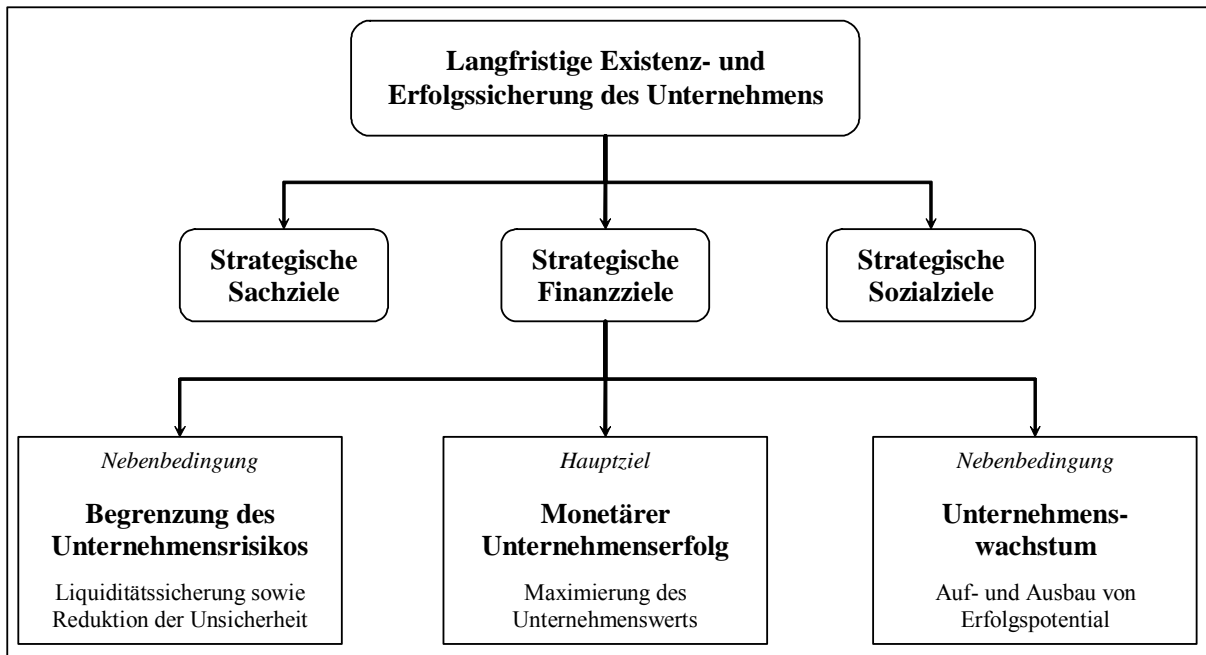 Langfristige Existenz- und
Erfolgssicherung des Unternehmens
Strategische
Sachziele
Strategische
Finanzziele
Strategische
Sozialziele
Nebenbedingung
Begrenzung des
Unternehmensrisikos
Liquiditätssicherung sowie
Reduktion der Unsicherheit
Hauptziel
Monetärer
Unternehmenserfolg
Maximierung des
Unternehmenswerts
Nebenbedingung
Unternehmens-
wachstum
Auf- und Ausbau von
Erfolgspotential